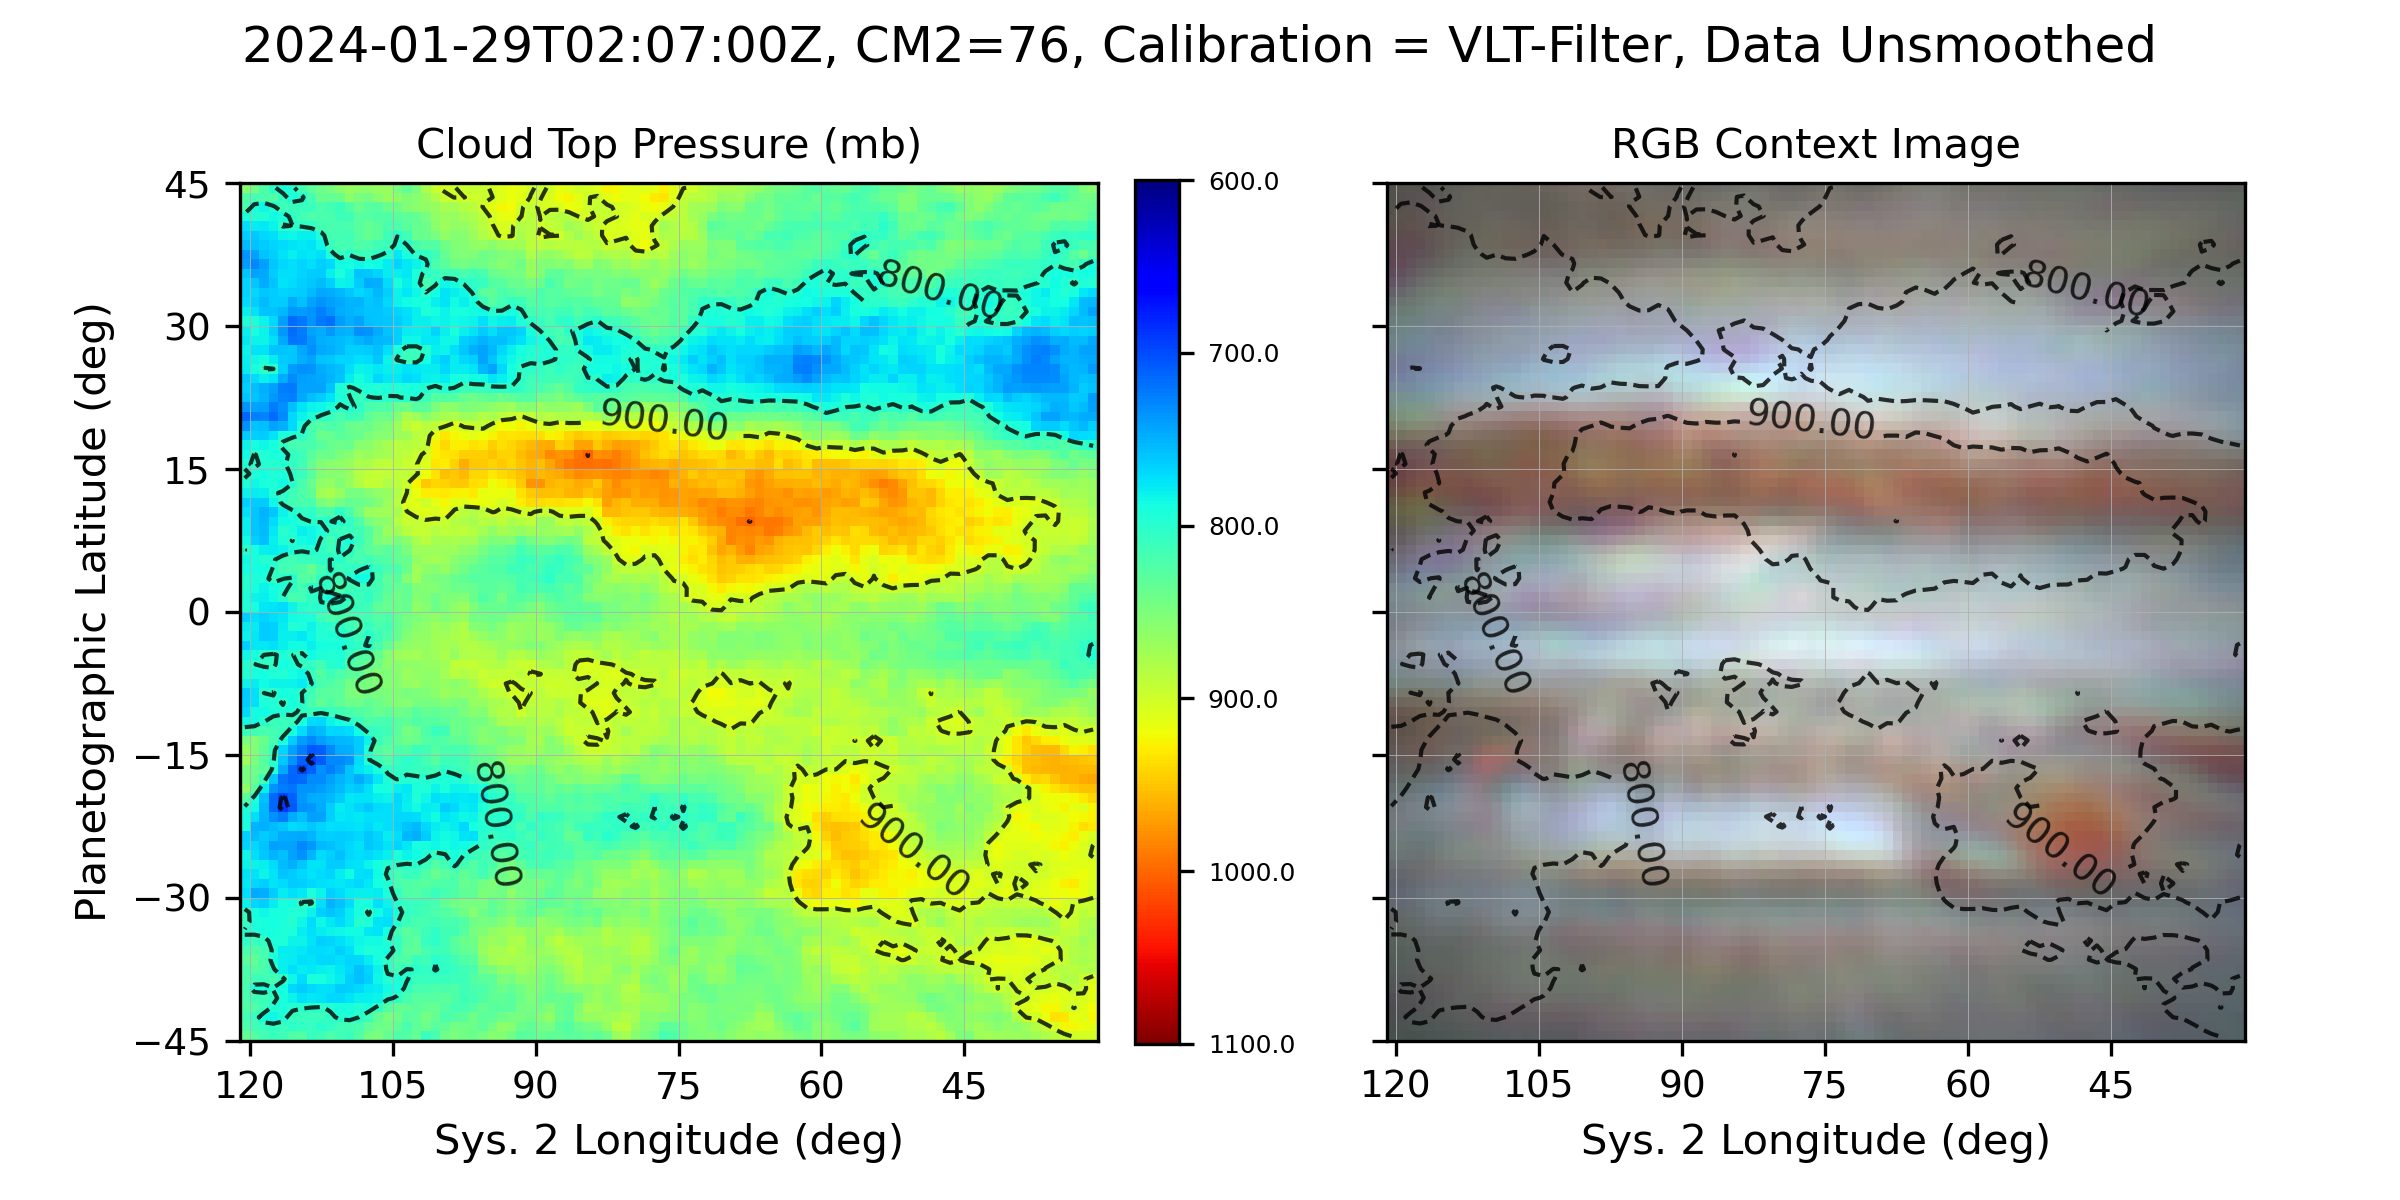 2024-01-29T02:07:00Z, CM2=76, Calibration = VLT-Filter, Data Unsmoothed
Cloud Top Pressure (mb)
RGB Context Image
Planetographic Latitude (deg)
45
30
15
0
−15
−30
−45
800.00
900.00
800.00
800.00
900.00
600.0
700.0
800.0
900.0
1000.0
1100.0
800.00
900.00
800.00
800.00
900.00
120 105 90 75 60 45
120 105 90 75 60 45
Sys. 2 Longitude (deg)
Sys. 2 Longitude (deg)